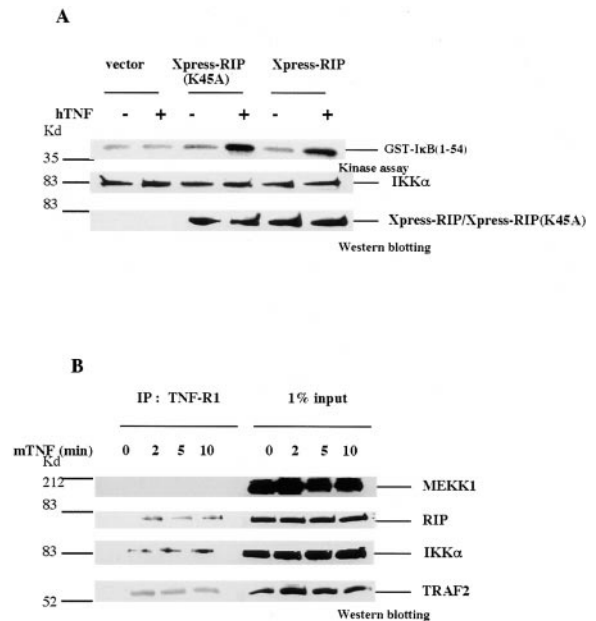 A
vector Xpress-RIP Xpress-RIP
(K45A)
hTNF - + - + - +
Kd
GST-IκB(1-54)
35
Kinase assay
83 IKKα
83
Xpress-RIP/Xpress-RIP(K45A)
Western blotting
B
IP : TNF-R1 1% input
mTNF (min) 0 2 5 10 0 2 5 10
Kd
212 MEKK1
83
RIP
83 IKKα
TRAF2
52
Western blotting